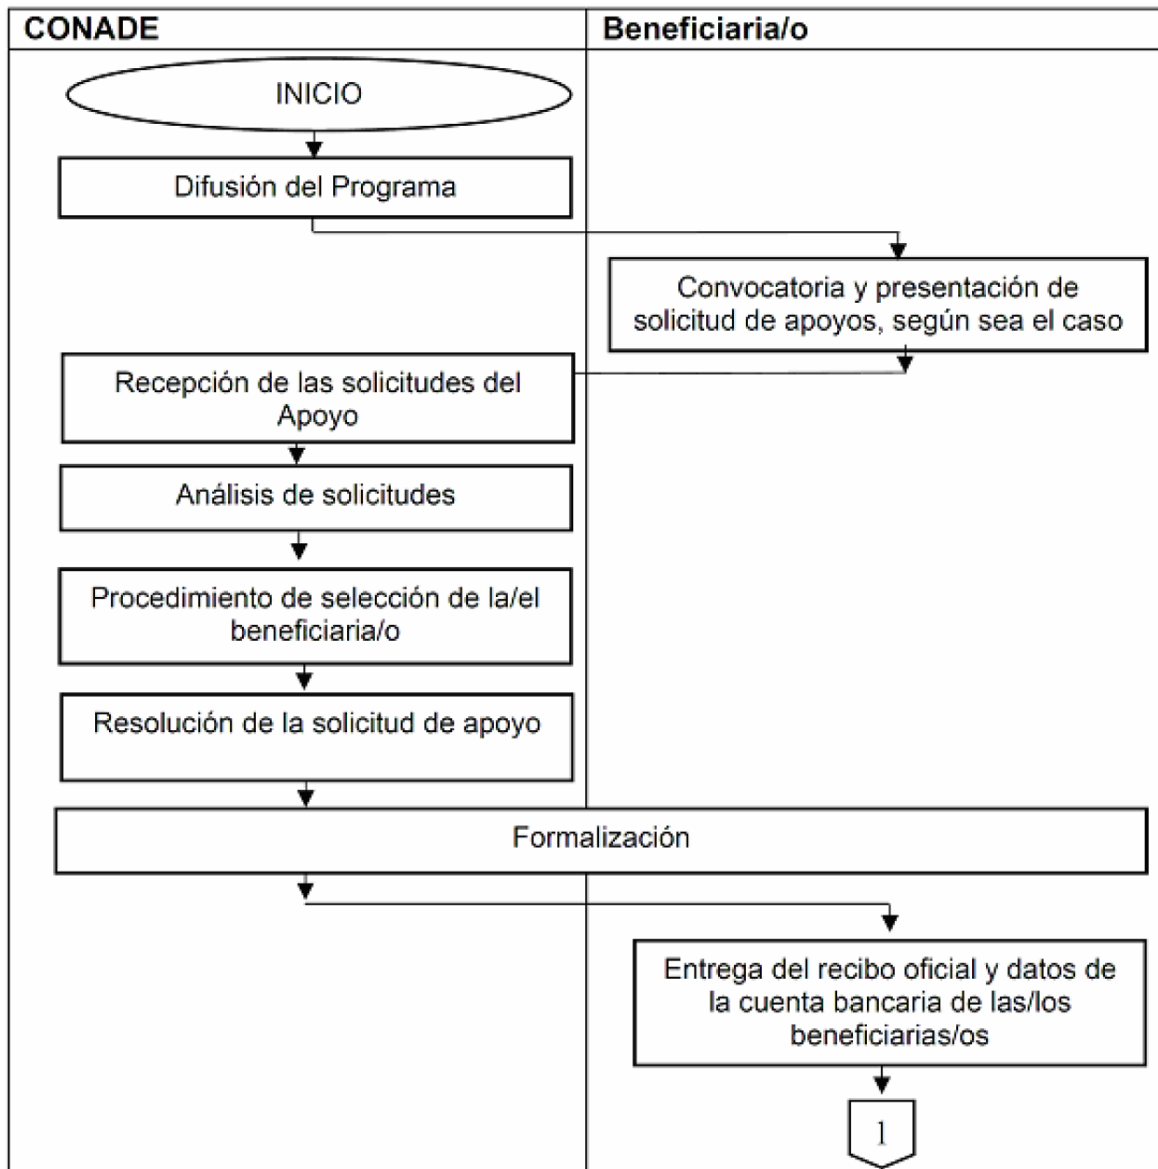 CONADE
Beneficiaria/o
INICIO
Difusión del Programa
Convocatoria y presentación de
solicitud de apoyos, según sea el caso
Recepción de las solicitudes del
Apoyo
Análisis de solicitudes
Procedimiento de selección de la/el
beneficiaria/o
Resolución de la solicitud de apoyo
Formalización
Entrega del recibo oficial y datos de
la cuenta bancaria de las/los
beneficiarias/os
1